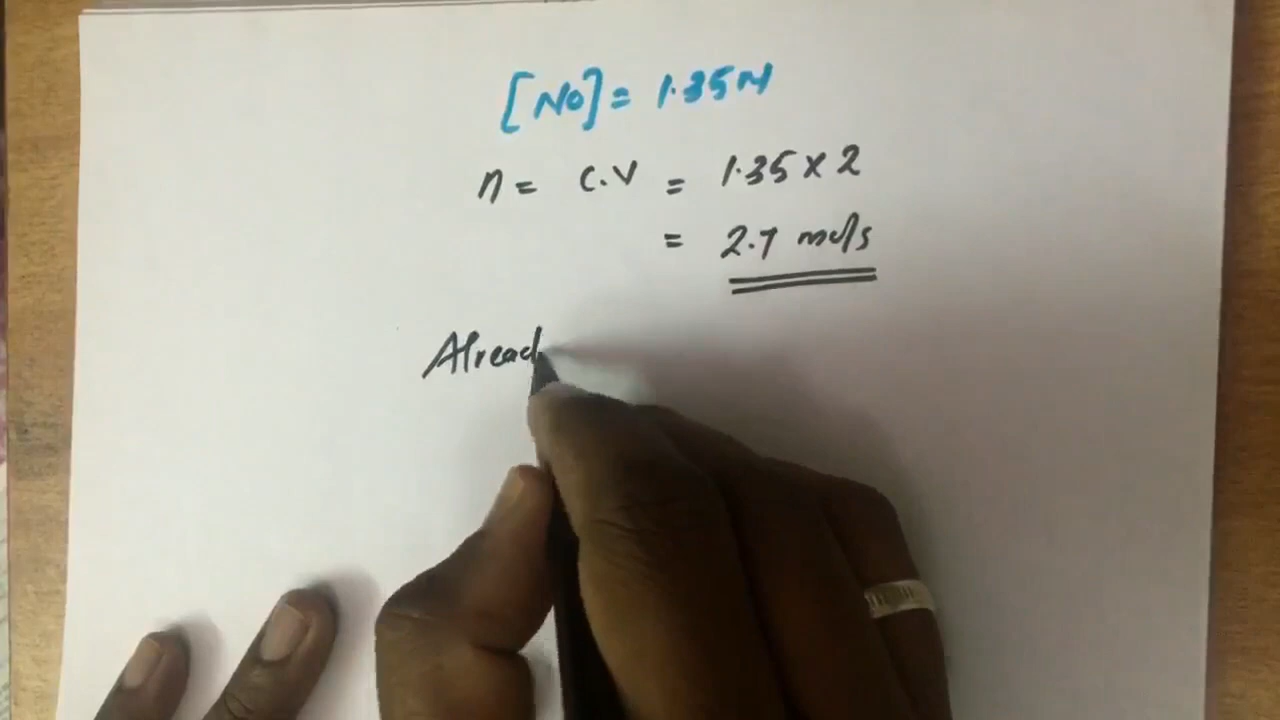 [NO] = 1.35M
n = C.V = 1.35 x 2
= 2.7 mols
Alread